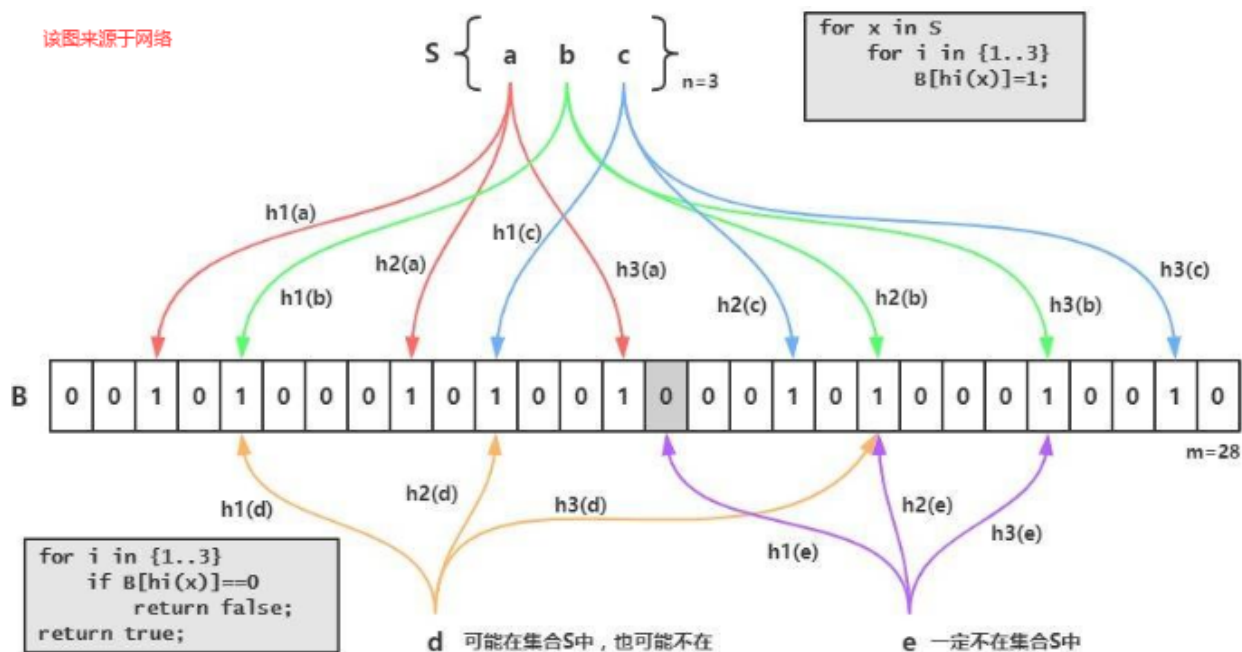 该图来源于网络
S { a b c } n=3
for x in S
for i in {1..3}
B[hi(x)]=1;
h1(a)
h1(b)
h2(a)
h1(c)
h3(a)
h2(c)
h2(b)
h3(b)
h3(c)
B 0 0 1 0 1 0 0 0 1 0 1 0 0 1 0 0 0 1 0 1 0 0 0 1 0 0 1 0
m=28
h1(d)
h2(d)
h3(d)
h1(e)
h2(e)
h3(e)
for i in {1..3}
if B[hi(x)]==0
return false;
return true;
d 可能在集合S中，也可能不在
e 一定不在集合S中